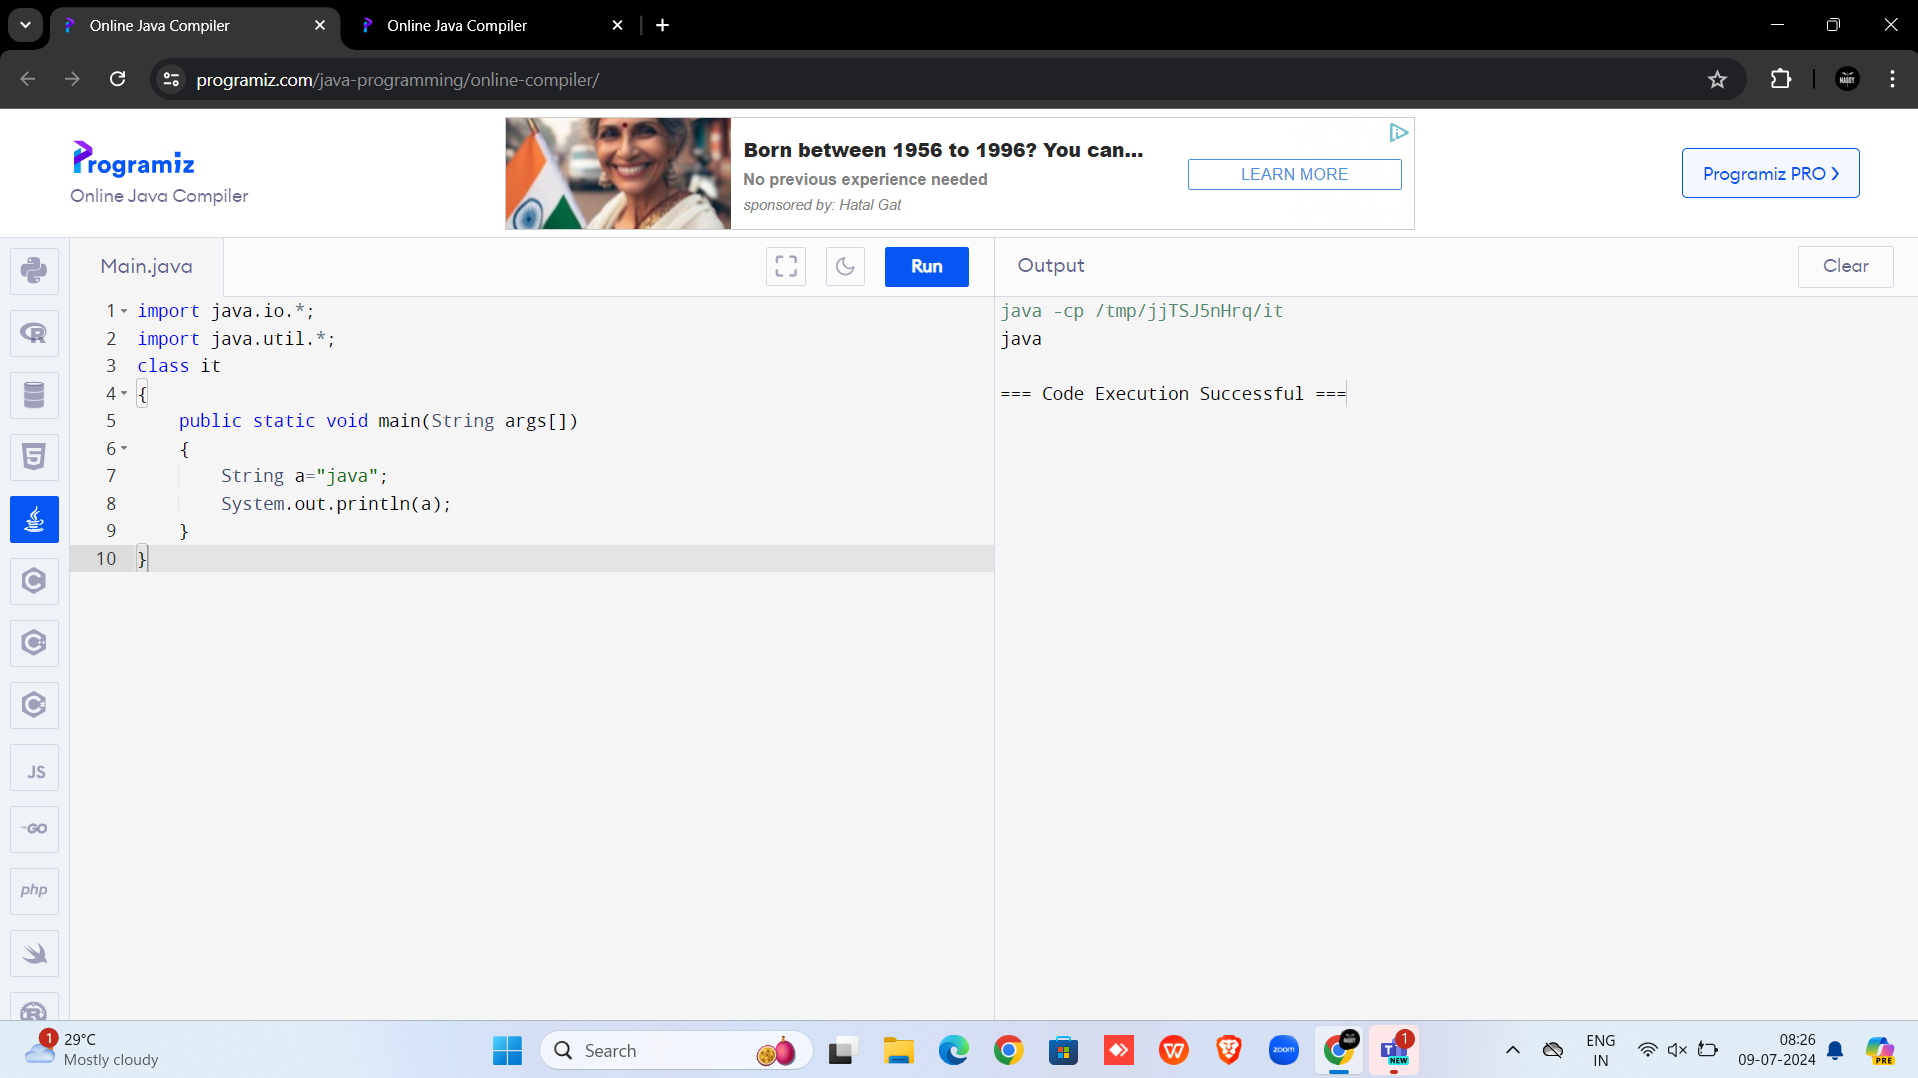 Online Java Compiler
Online Java Compiler
programiz.com/java-programming/online-compiler/
Programiz
Online Java Compiler
Born between 1956 to 1996? You can...
No previous experience needed
sponsored by: Hatal Gat
LEARN MORE
Programiz PRO
Main.java
Run
Output
Clear
1 import java.io.*;
2 import java.util.*;
3 class it
4 {
5 public static void main(String args[])
6 {
7 String a="java";
8 System.out.println(a);
9 }
10 }
java -cp /tmp/jjTSJ5nHrq/it
java
=== Code Execution Successful ===
JS
GO
php
1
29°C
Mostly cloudy
Search
zoom
1
NEW
ENG
IN
08:26
09-07-2024
PRE